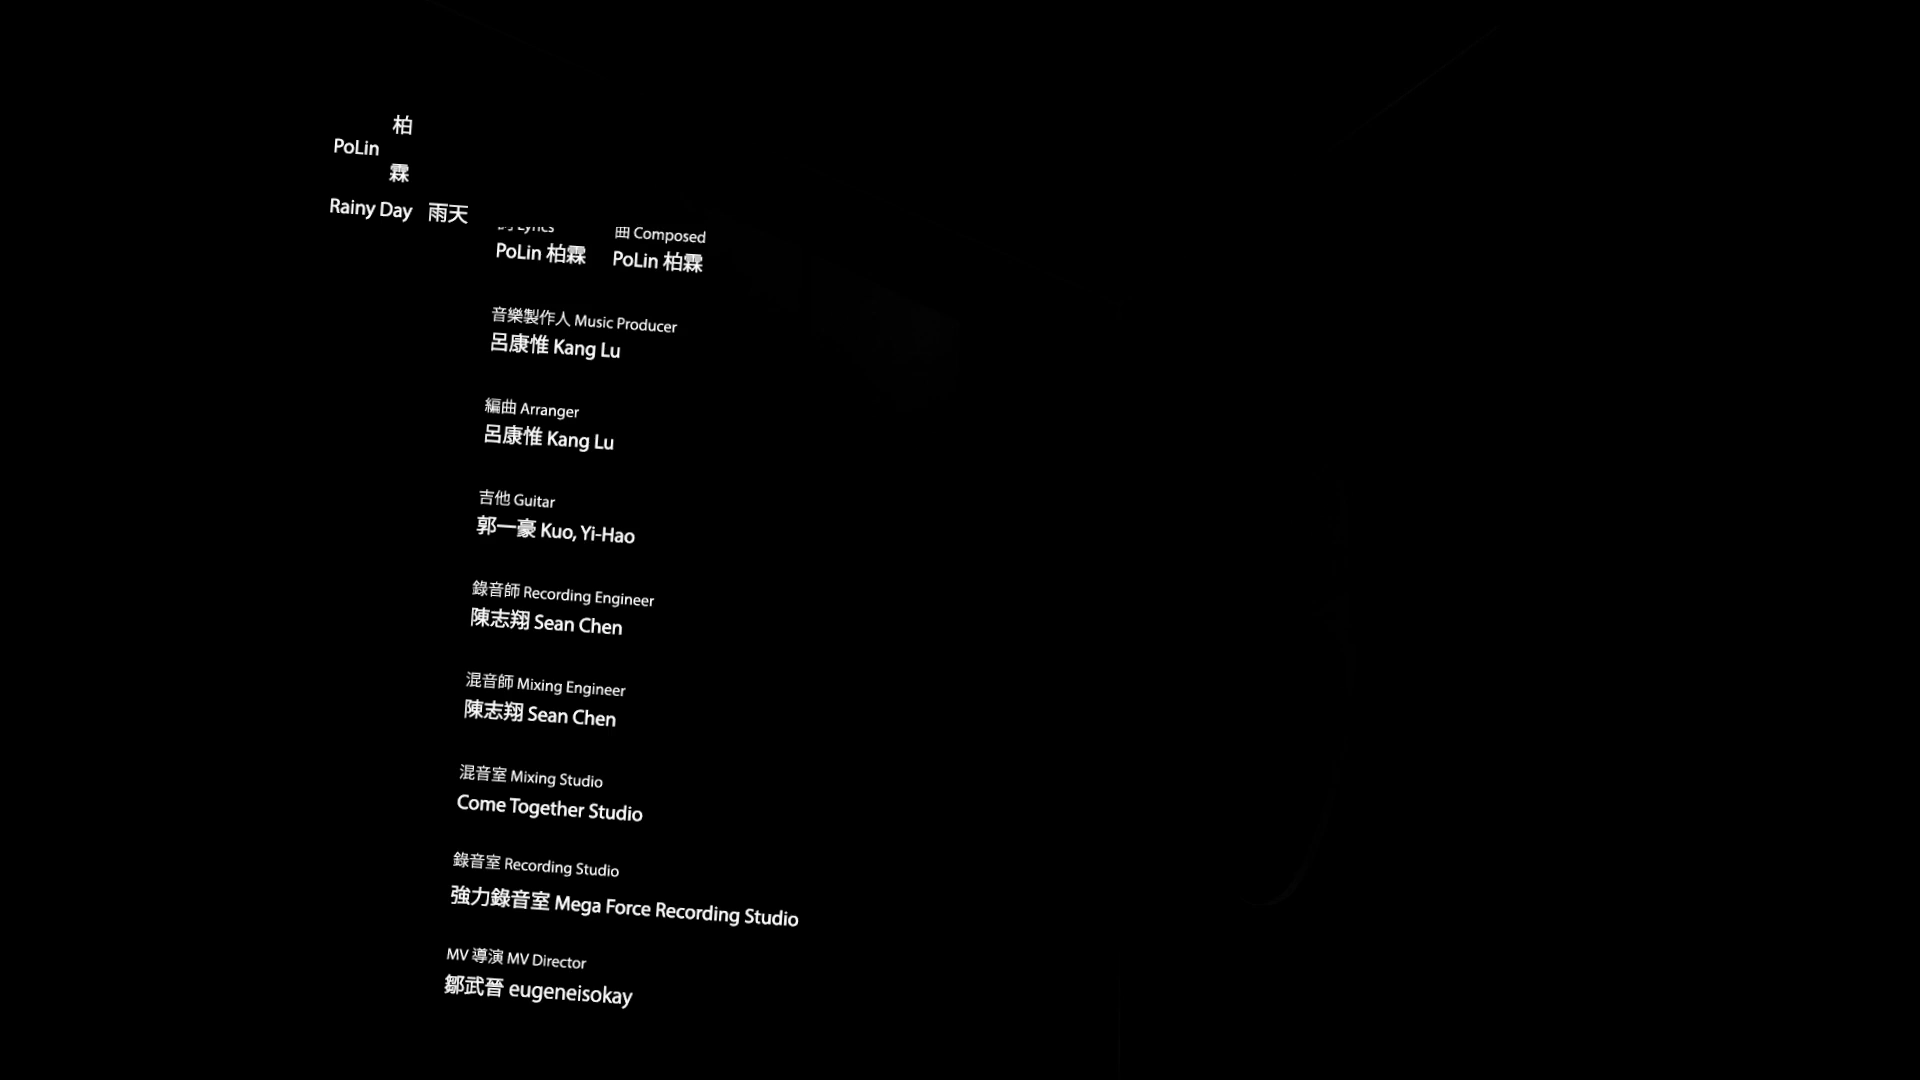 柏
PoLin
霖
Rainy Day 雨天
詞 Lyrics 曲 Composed
PoLin 柏霖 PoLin 柏霖
音樂製作人 Music Producer
呂康惟 Kang Lu
編曲 Arranger
呂康惟 Kang Lu
吉他 Guitar
郭一豪 Kuo, Yi-Hao
錄音師 Recording Engineer
陳志翔 Sean Chen
混音師 Mixing Engineer
陳志翔 Sean Chen
混音室 Mixing Studio
Come Together Studio
錄音室 Recording Studio
強力錄音室 Mega Force Recording Studio
MV 導演 MV Director
鄒武晉 eugeneisokay